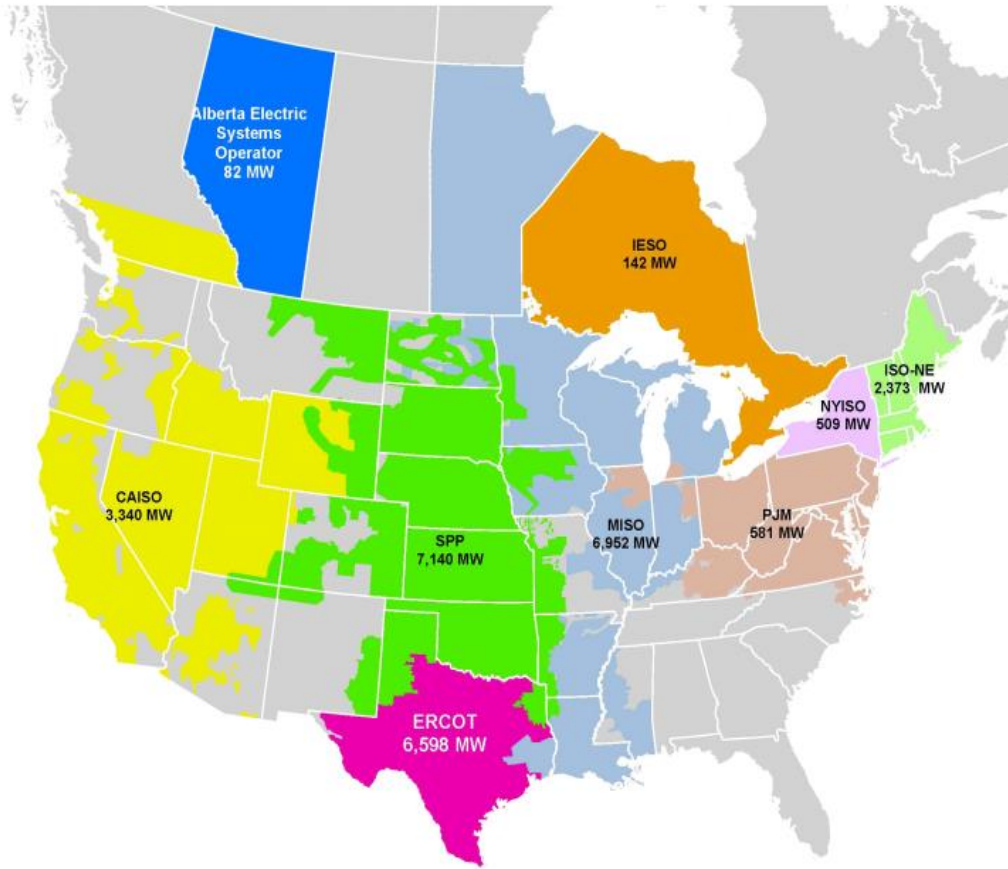 Alberta Electric
Systems
Operator
82 MW
IESO
142 MW
ISO-NE
2,373 MW
NYISO
509 MW
CAISO
3,340 MW
SPP
7,140 MW
MISO
6,952 MW
PJM
581 MW
ERCOT
6,598 MW